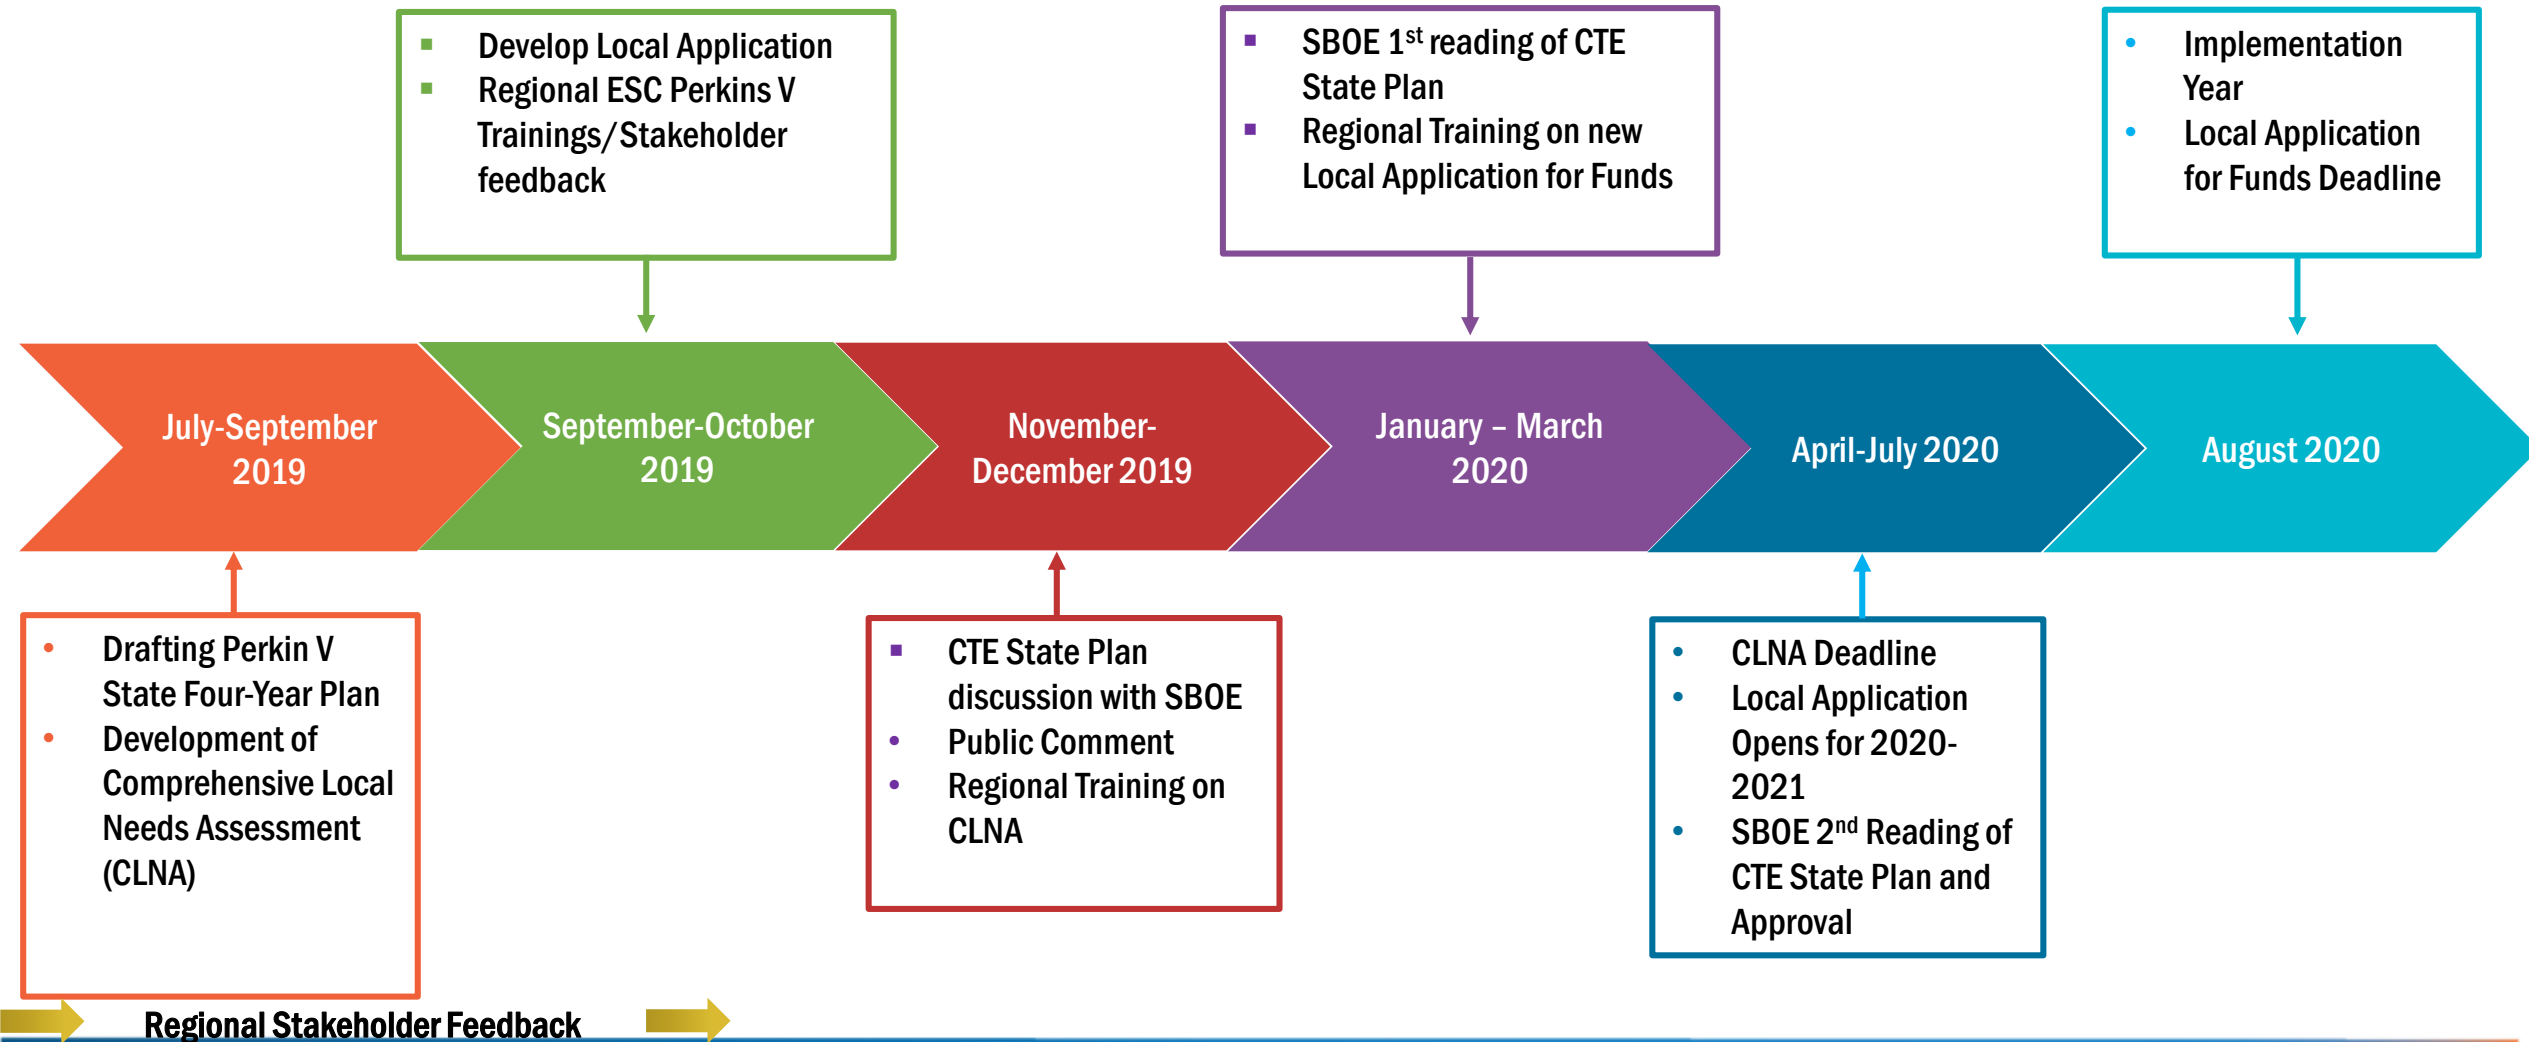 Develop Local Application
Regional ESC Perkins V
Trainings/Stakeholder
feedback
SBOE 1st reading of CTE
State Plan
Regional Training on new
Local Application for Funds
Implementation
Year
Local Application
for Funds Deadline
July-September
2019
September-October
2019
November-
December 2019
January – March
2020
April-July 2020
August 2020
Drafting Perkin V
State Four-Year Plan
Development of
Comprehensive Local
Needs Assessment
(CLNA)
CTE State Plan
discussion with SBOE
Public Comment
Regional Training on
CLNA
CLNA Deadline
Local Application
Opens for 2020-
2021
SBOE 2nd Reading of
CTE State Plan and
Approval
Regional Stakeholder Feedback